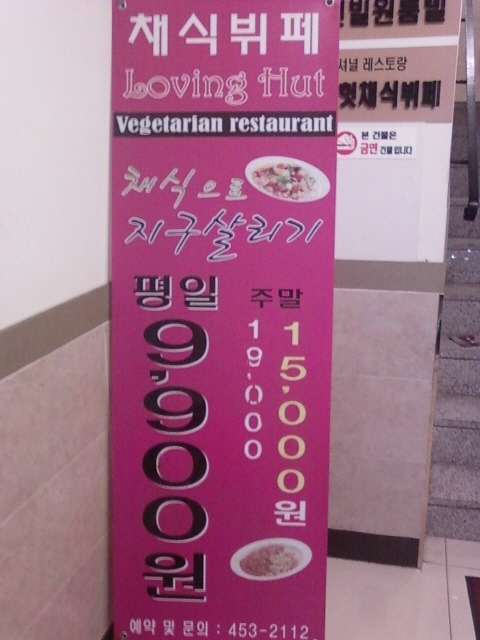 채식뷔페
Loving Hut
Vegetarian restaurant
채식으로
지구살리기
평일
9,900원
주말
19,000
15,000원
예약 및 문의 : 453-2112
셔널 레스토랑
헛채식뷔페
본 건물은
금연 건물입니다